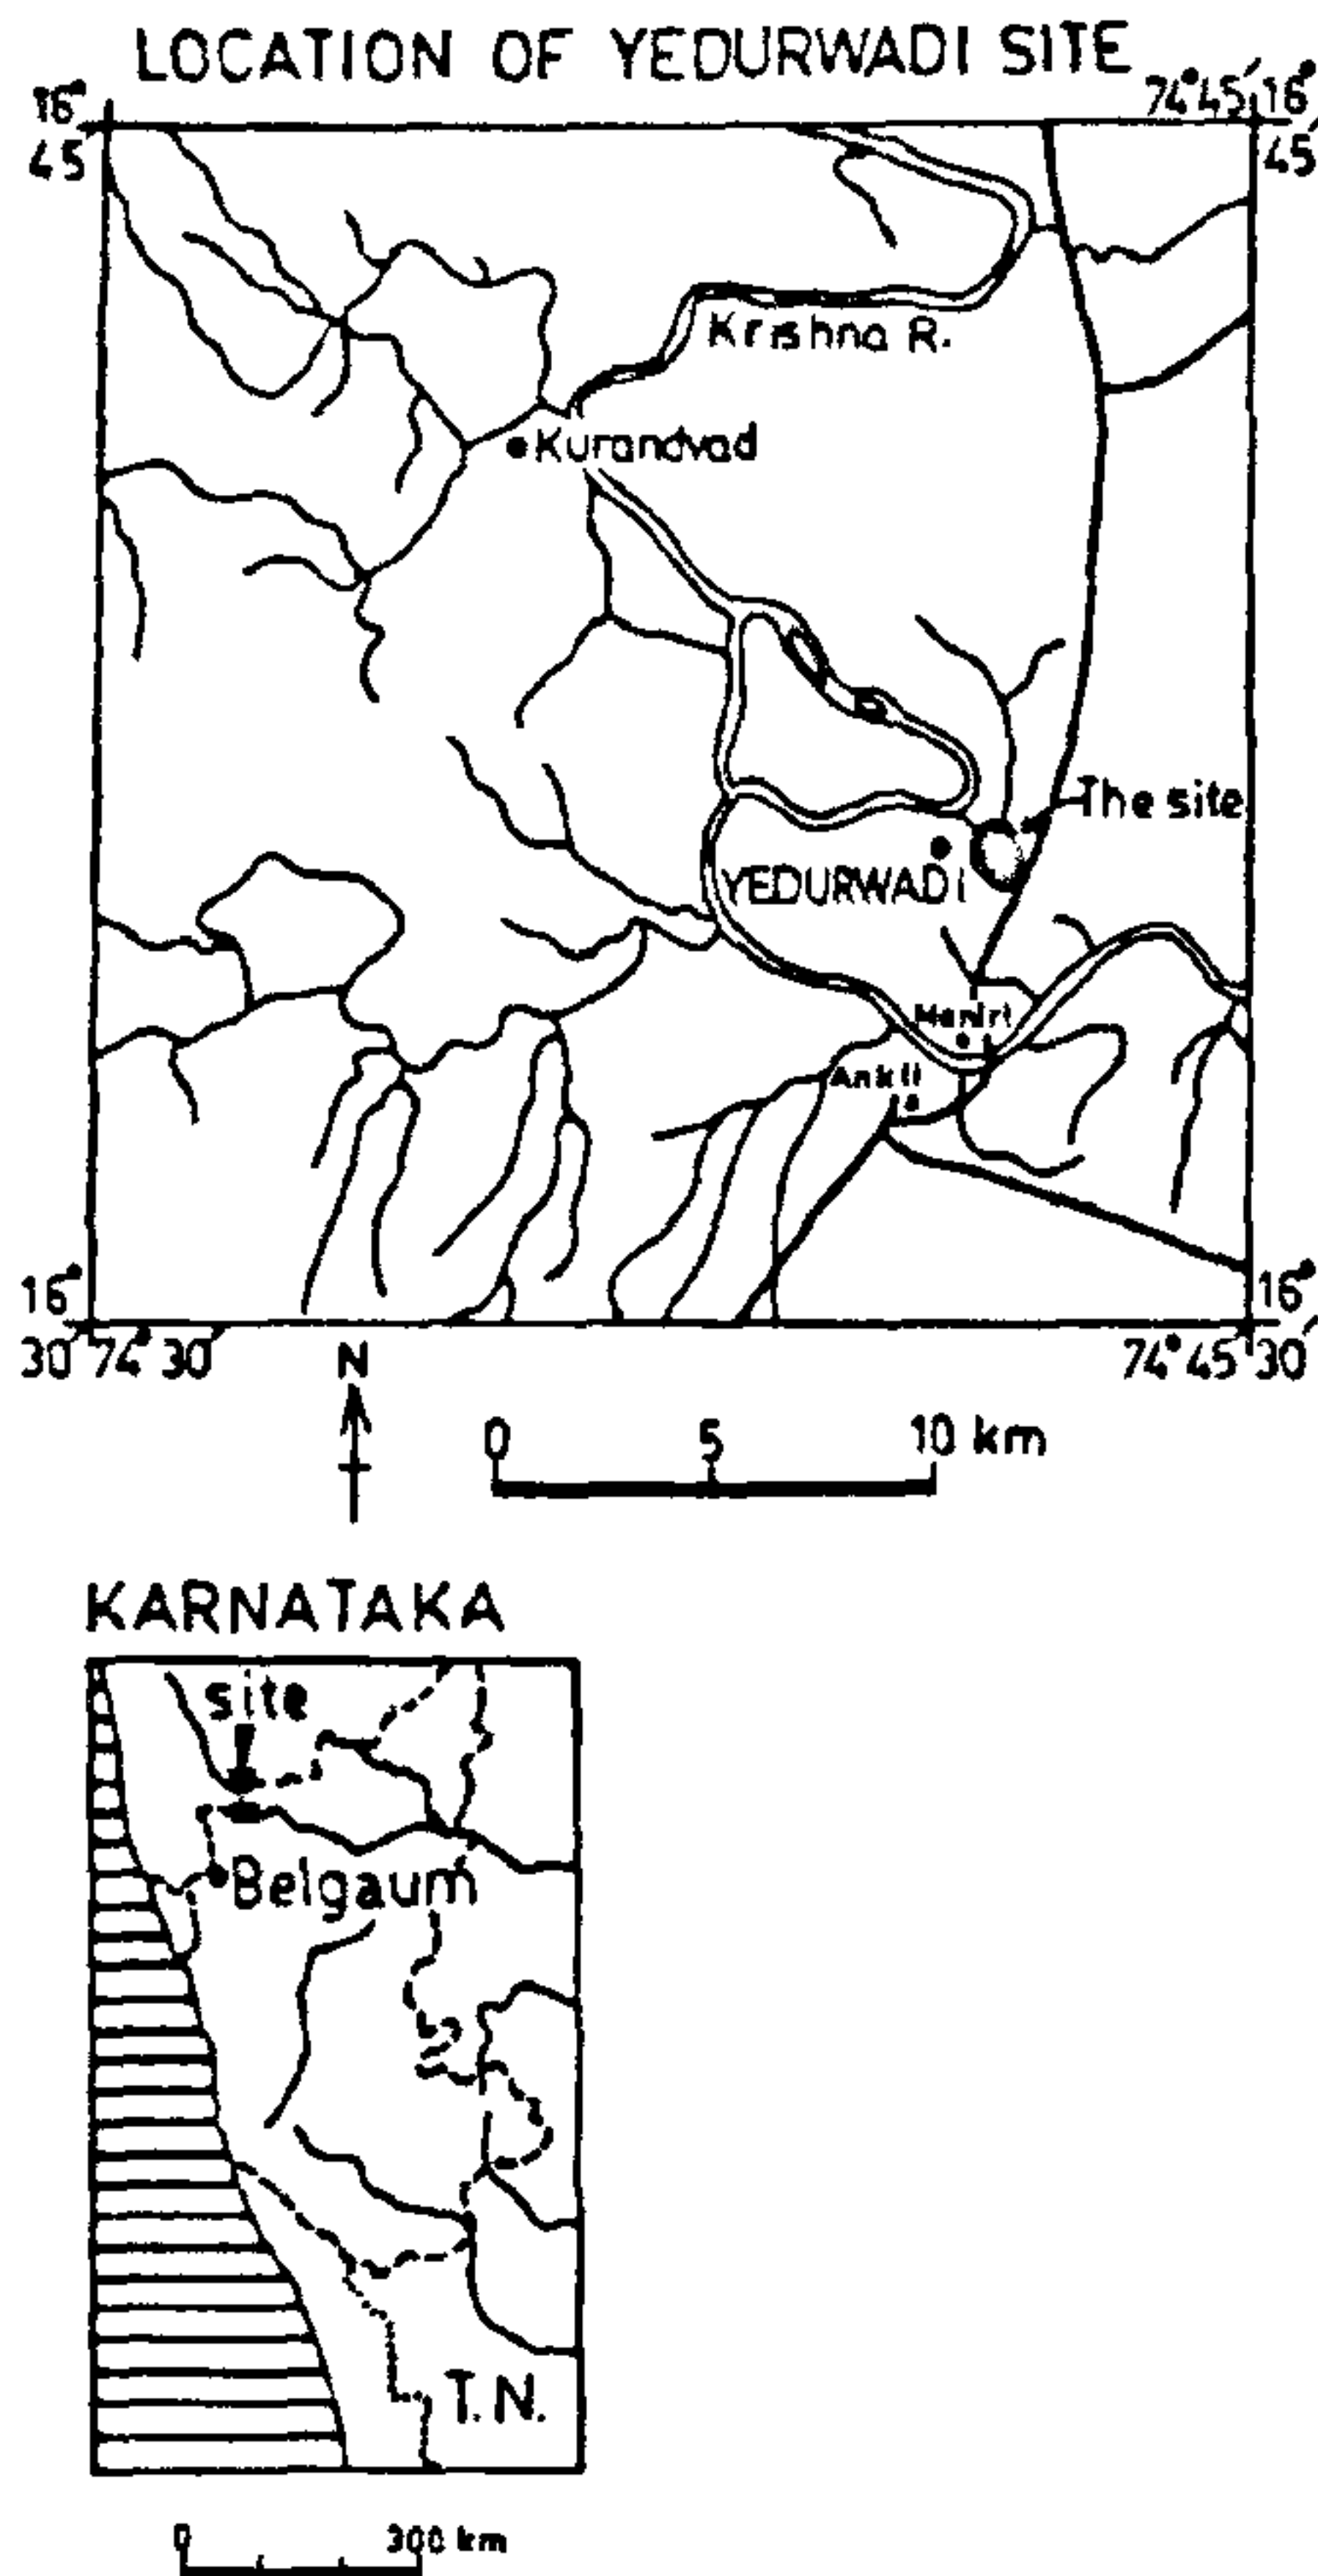 LOCATION OF YEDURWADI SITE
16° 74°45′ 16°
45 45′
Krishna R.
Kurandvad
The site
YEDURWADI
Manjri
Ankli
16° 16°
30′ 74° 30′ 74° 45′ 30′
N
0 5 10 km
KARNATAKA
site
Belgaum
T.N.
0 300 km